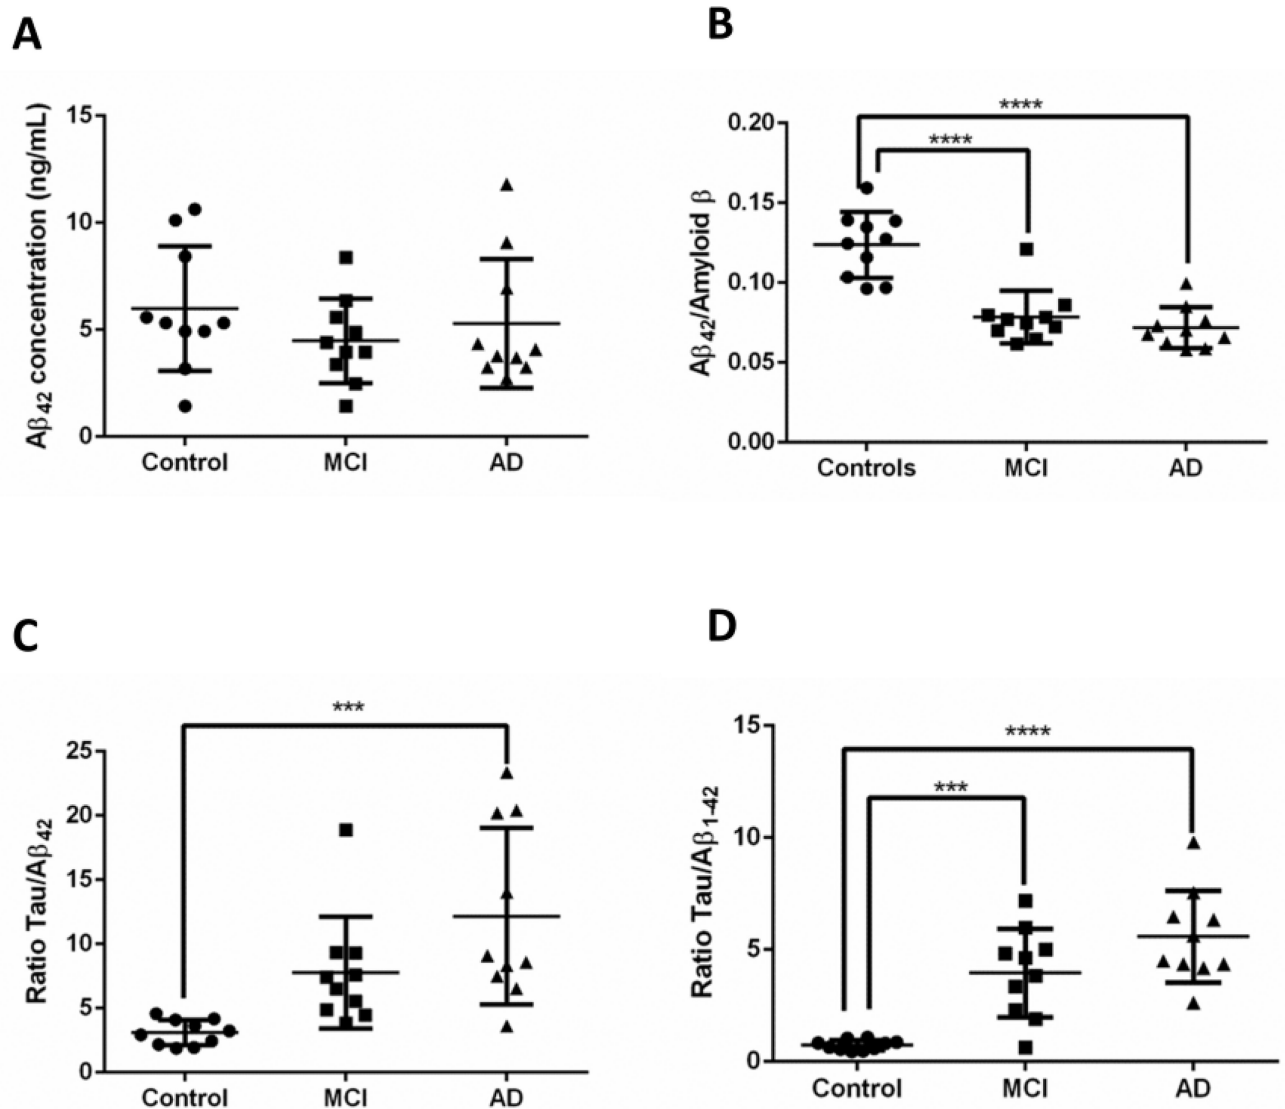 A
Aβ42 concentration (ng/mL)
15
10
5
0
Control MCI AD
B
Aβ42/Amyloid β
0.20
0.15
0.10
0.05
0.00
****
****
Controls MCI AD
C
Ratio Tau/Aβ42
25
20
15
10
5
0
***
Control MCI AD
D
Ratio Tau/Aβ1-42
15
10
5
0
****
***
Control MCI AD